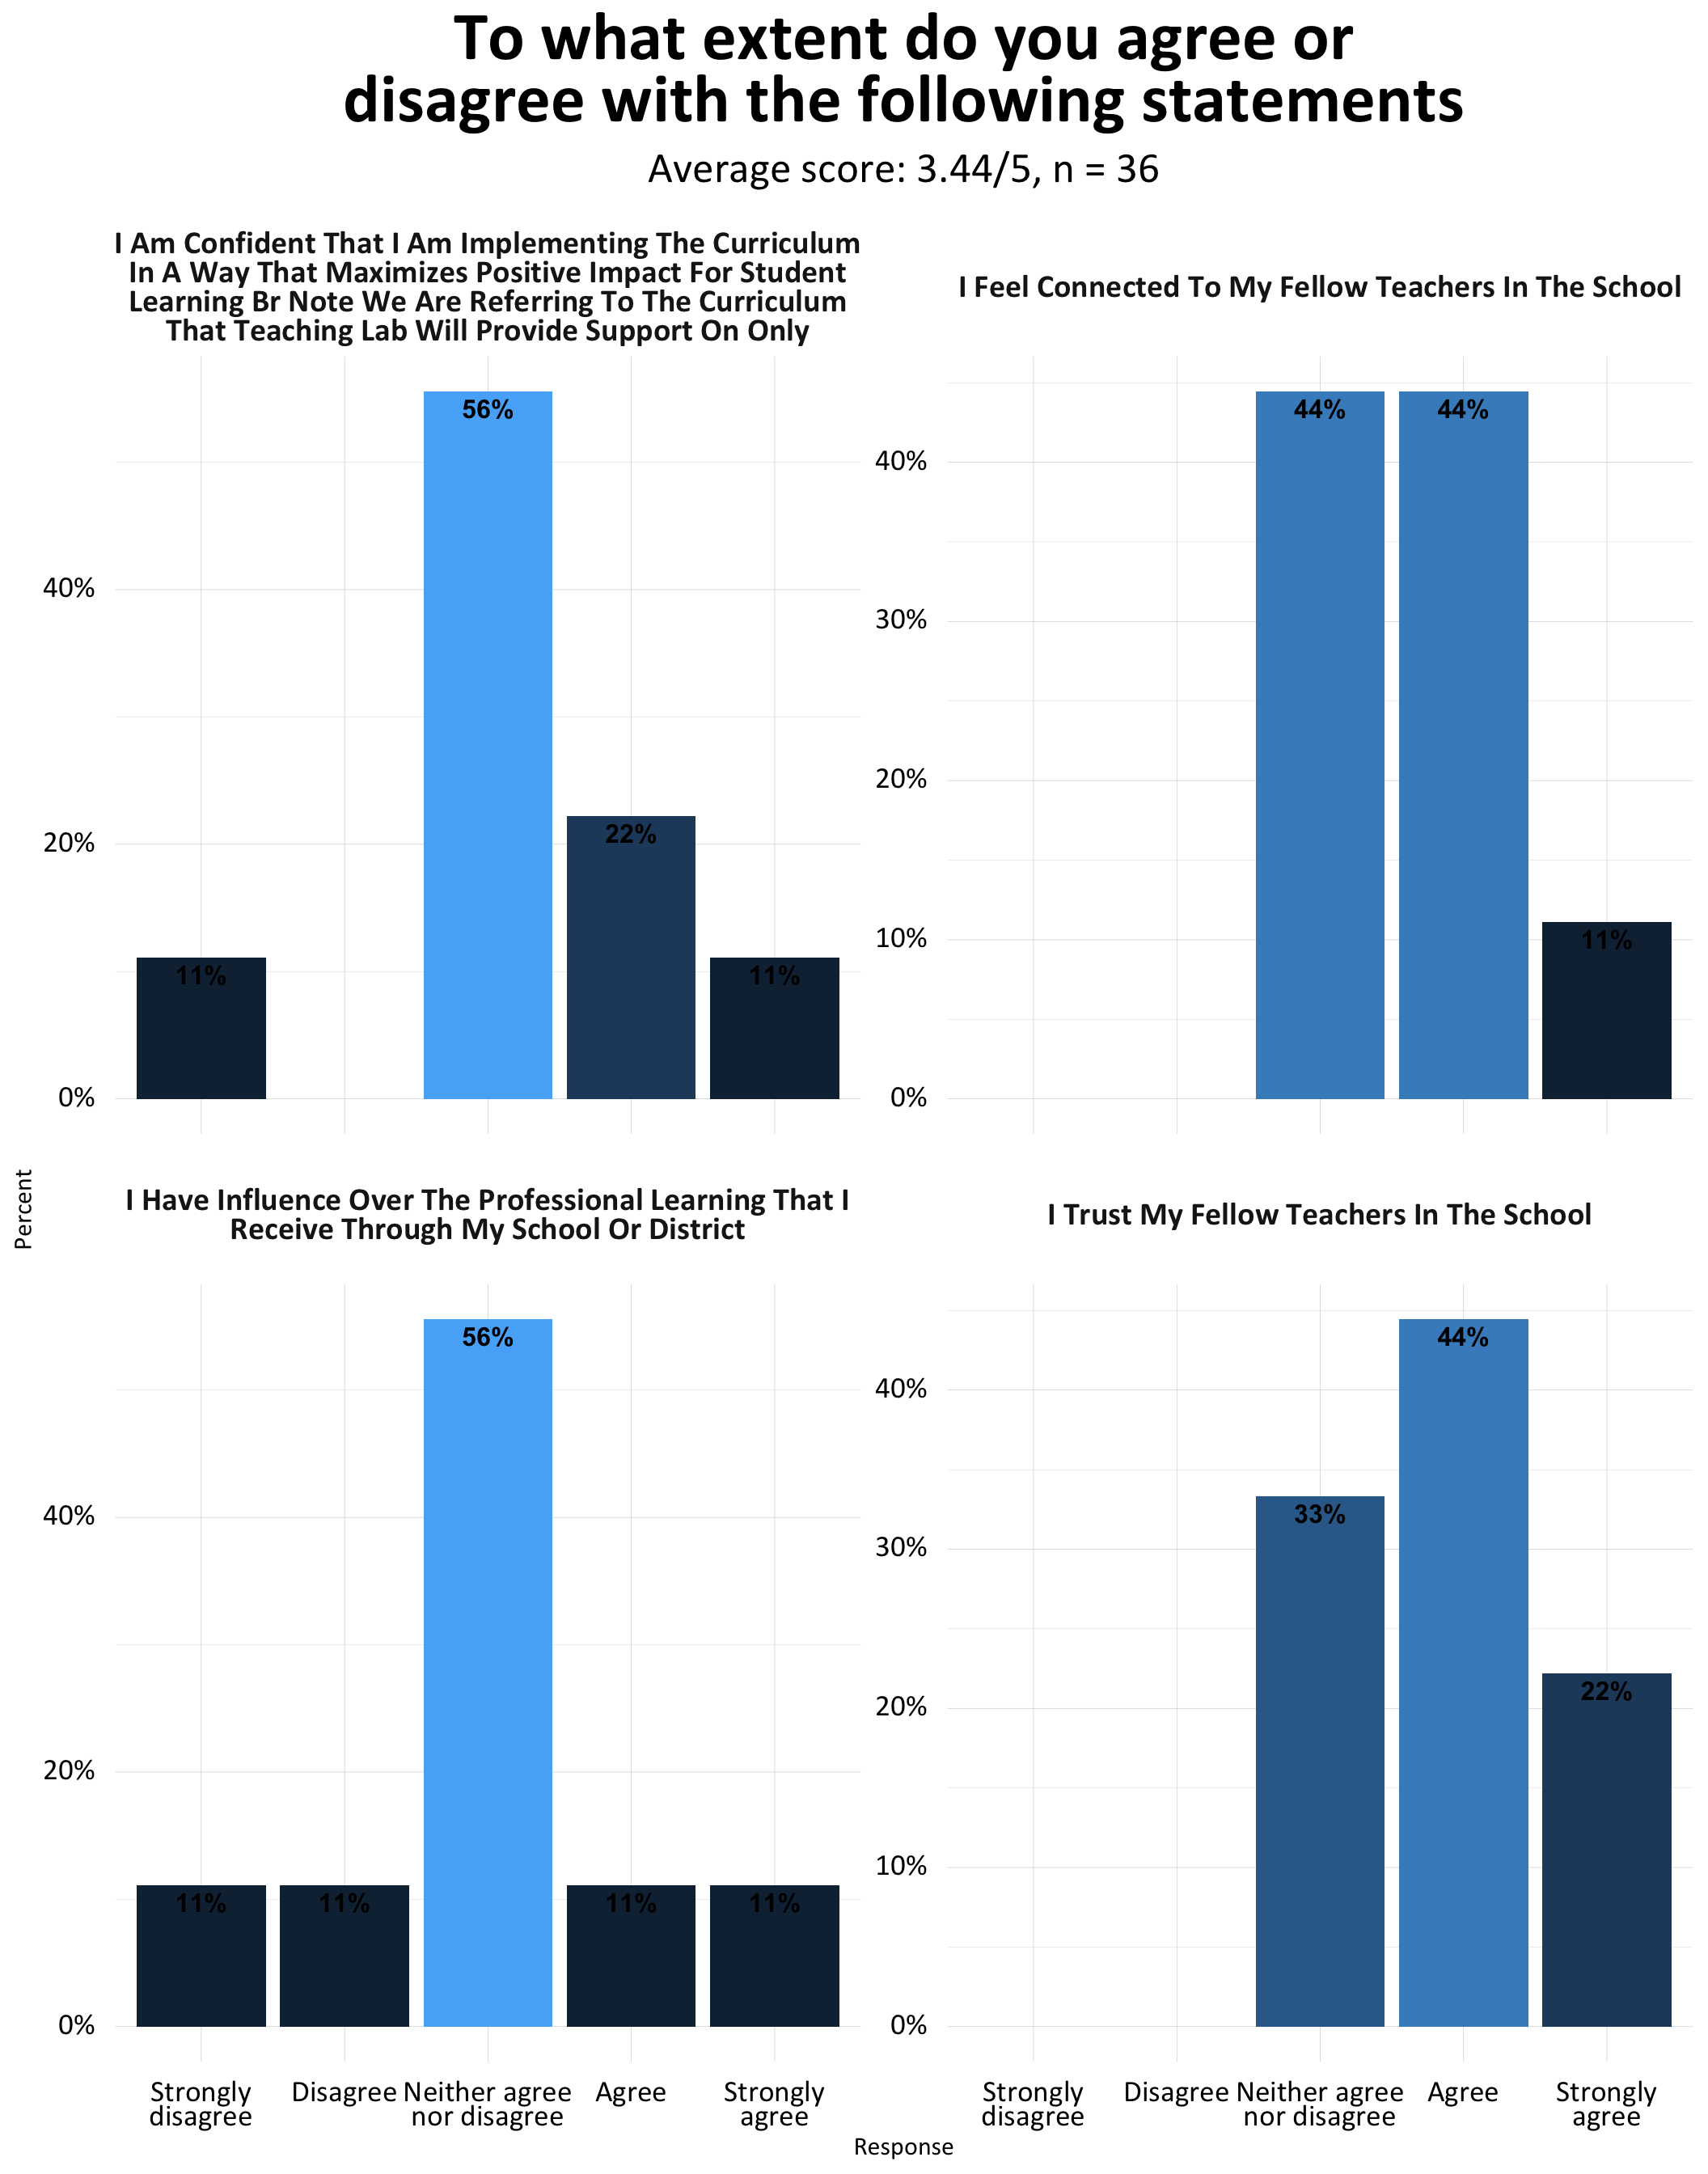 To what extent do you agree or
disagree with the following statements
Average score: 3.44/5, n = 36
I Am Confident That I Am Implementing The Curriculum
In A Way That Maximizes Positive Impact For Student
Learning Br Note We Are Referring To The Curriculum
That Teaching Lab Will Provide Support On Only
56%
40%
22%
20%
11%
11%
0%
I Feel Connected To My Fellow Teachers In The School
44%
44%
40%
30%
20%
10%
11%
0%
Percent
I Have Influence Over The Professional Learning That I
Receive Through My School Or District
56%
40%
20%
11%
11%
11%
11%
0%
Strongly
disagree
Disagree
Neither agree
nor disagree
Agree
Strongly
agree
I Trust My Fellow Teachers In The School
44%
40%
33%
30%
22%
20%
10%
0%
Strongly
disagree
Disagree
Neither agree
nor disagree
Agree
Strongly
agree
Response